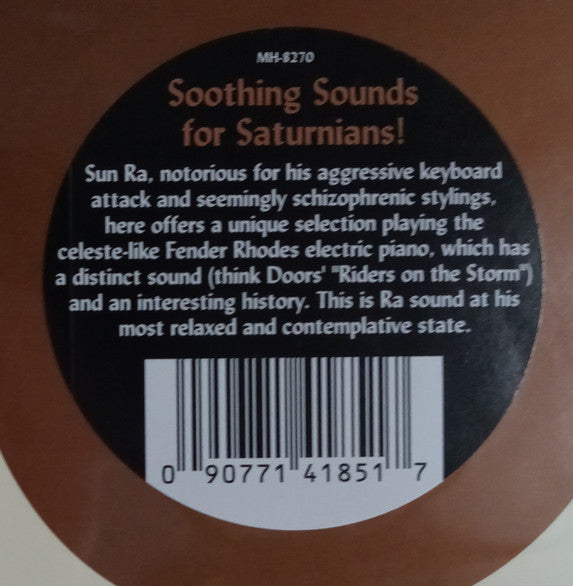 MH-8270
Soothing Sounds
for Saturnians!
Sun Ra, notorious for his aggressive keyboard
attack and seemingly schizophrenic stylings,
here offers a unique selection playing the
celeste-like Fender Rhodes electric piano, which has
a distinct sound (think Doors' "Riders on the Storm")
and an interesting history. This is Ra sound at his
most relaxed and contemplative state.
0 90771 41851 7